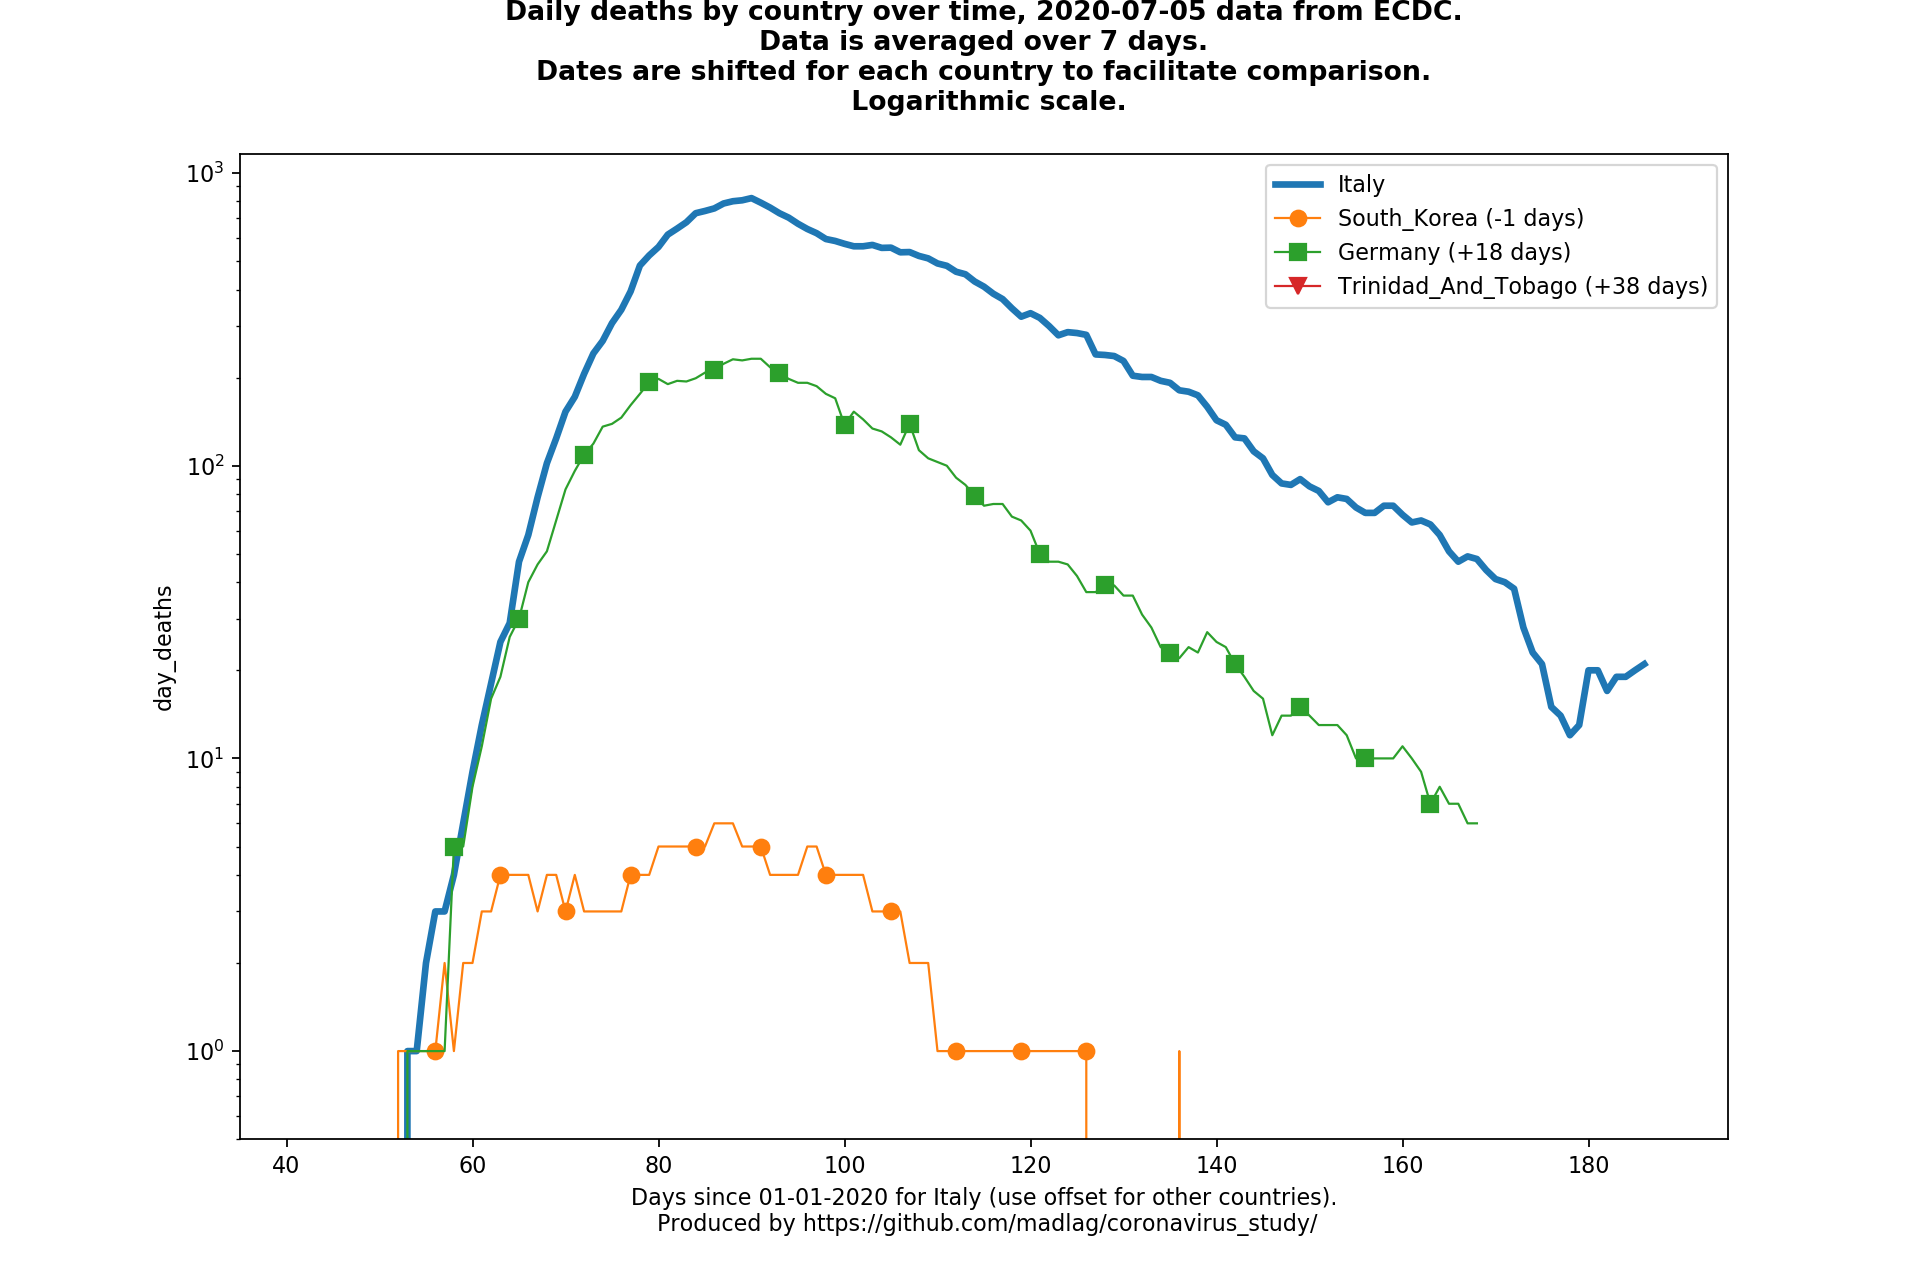 Daily deaths by country over time, 2020-07-05 data from ECDC.
Data is averaged over 7 days.
Dates are shifted for each country to facilitate comparison.
Logarithmic scale.
10³
10²
10¹
10⁰
day_deaths
Italy
South_Korea (-1 days)
Germany (+18 days)
Trinidad_And_Tobago (+38 days)
40 60 80 100 120 140 160 180
Days since 01-01-2020 for Italy (use offset for other countries).
Produced by https://github.com/madlag/coronavirus_study/